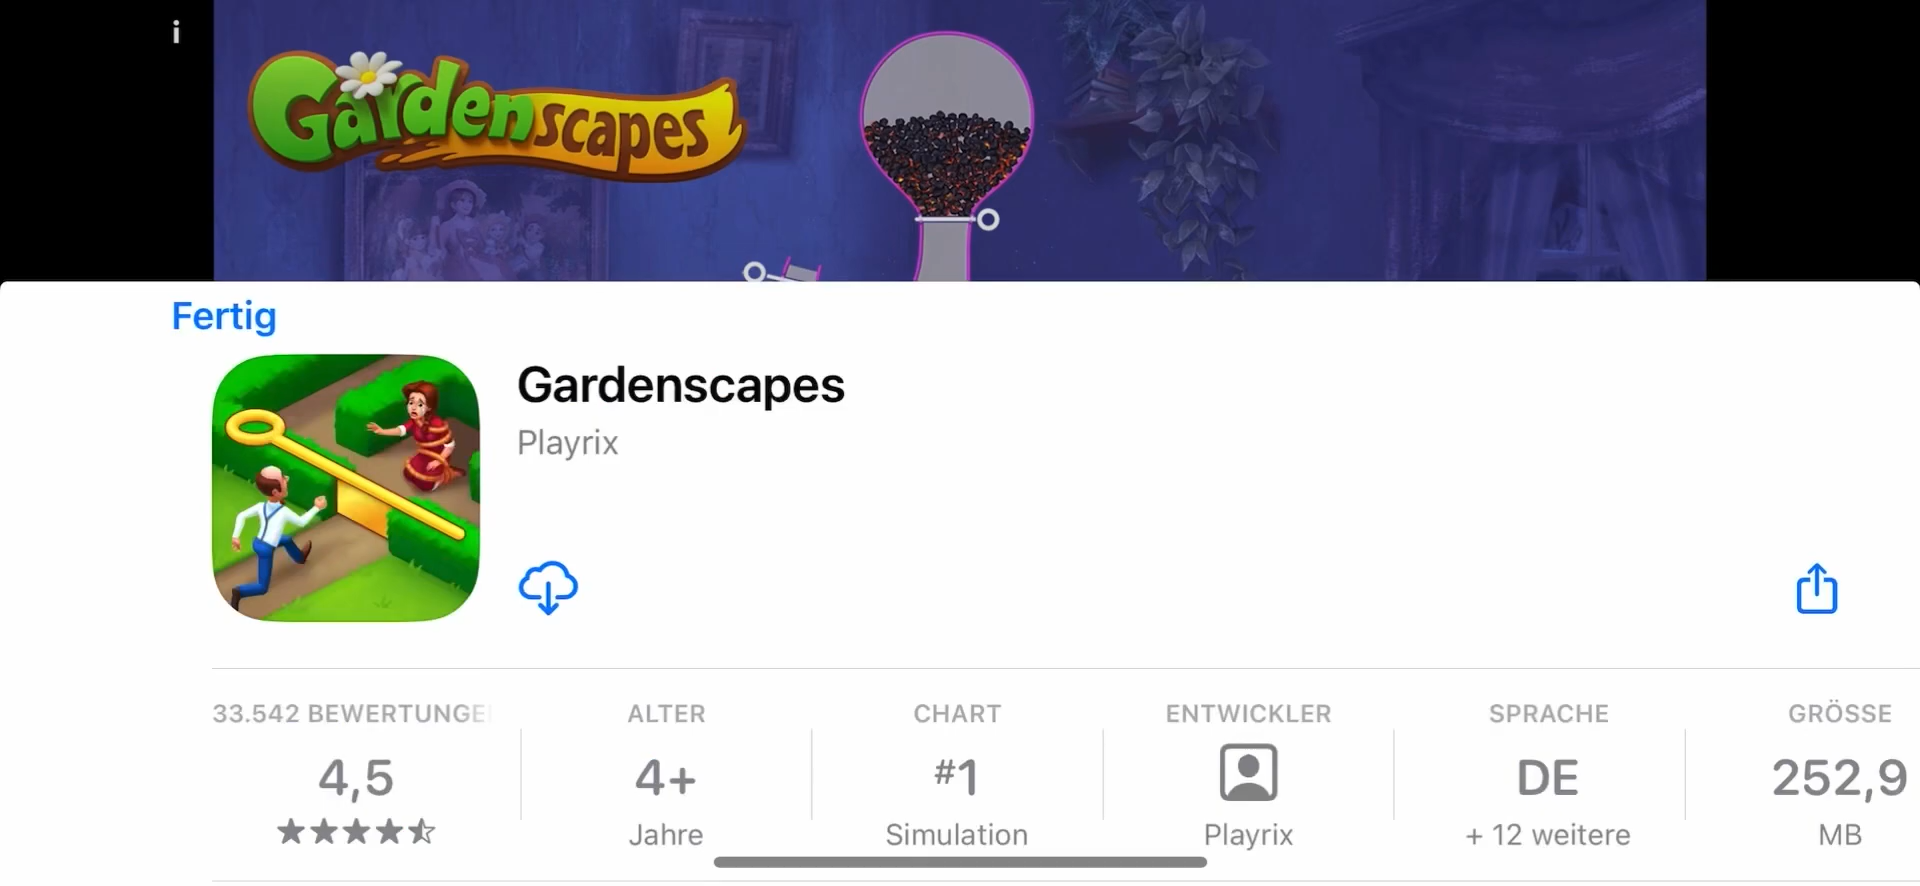 i
Gardenscapes
Fertig
Gardenscapes
Playrix
33.542 BEWERTUNGE
ALTER
CHART
ENTWICKLER
SPRACHE
GRÖSSE
4,5
4+
#1
DE
252,9
Jahre
Simulation
Playrix
+ 12 weitere
MB